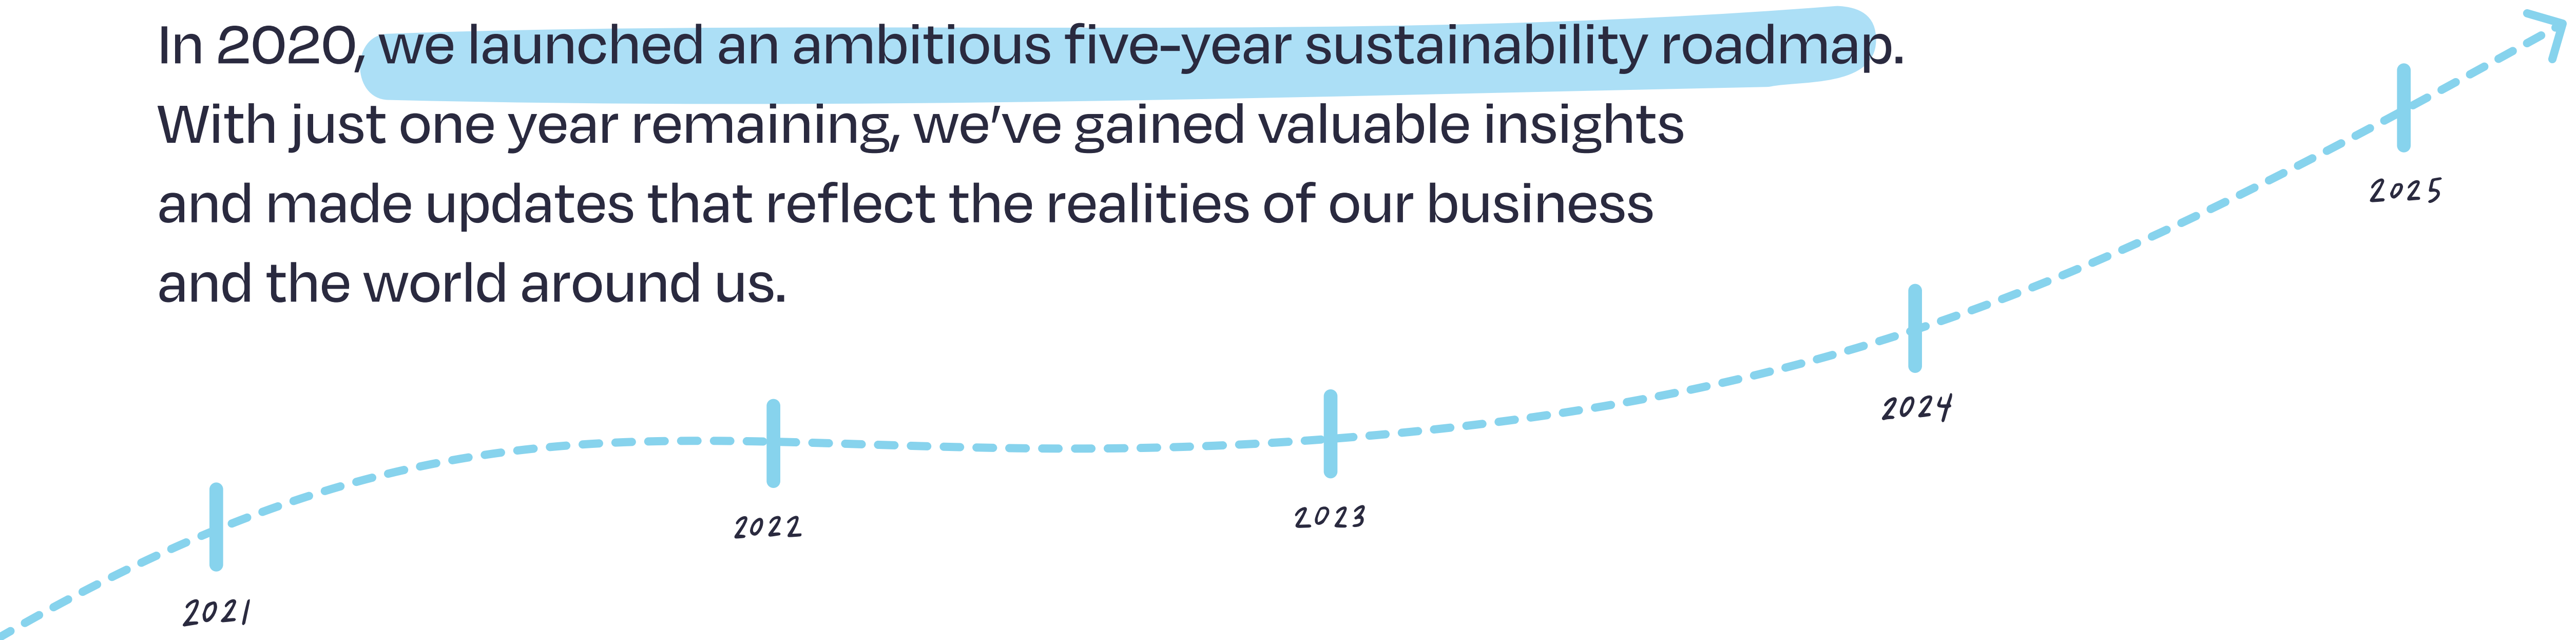 In 2020, we launched an ambitious five-year sustainability roadmap.
With just one year remaining, we’ve gained valuable insights
and made updates that reflect the realities of our business
and the world around us.
2021
2022
2023
2024
2025